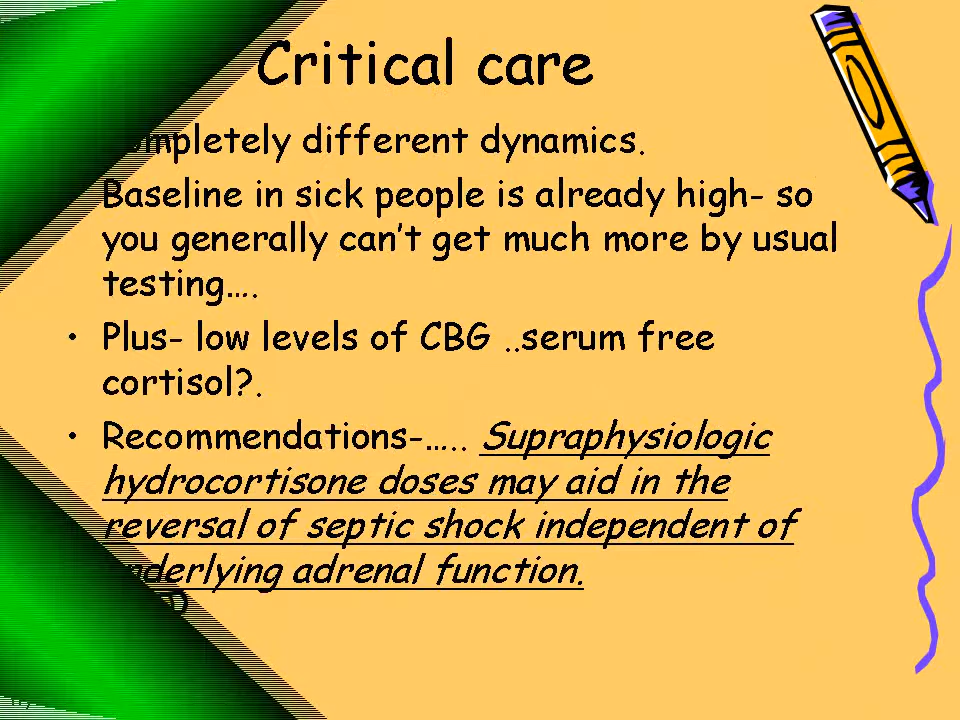 Critical care
Completely different dynamics.
Baseline in sick people is already high- so
you generally can't get much more by usual
testing….
• Plus- low levels of CBG ..serum free
cortisol?.
• Recommendations-….. Supraphysiologic
hydrocortisone doses may aid in the
reversal of septic shock independent of
underlying adrenal function.